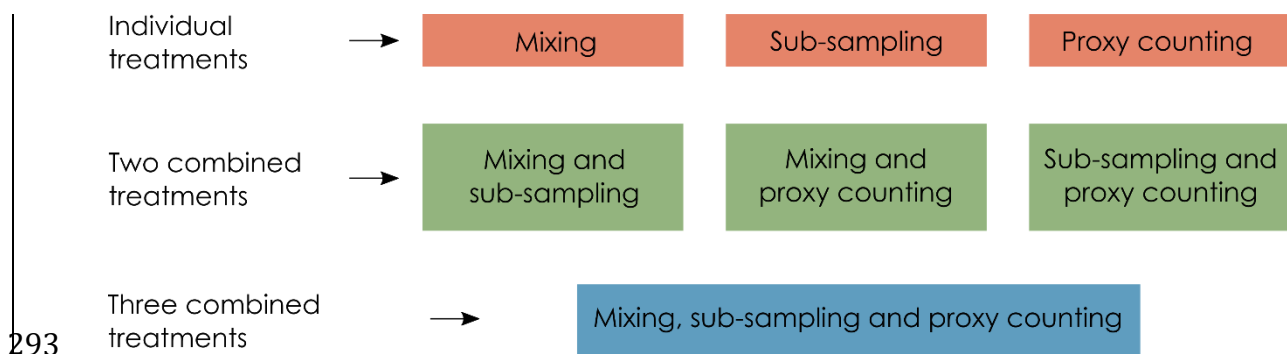 Individual
treatments
Mixing
Sub-sampling
Proxy counting
Two combined
treatments
Mixing and
sub-sampling
Mixing and
proxy counting
Sub-sampling and
proxy counting
Three combined
treatments
Mixing, sub-sampling and proxy counting
293